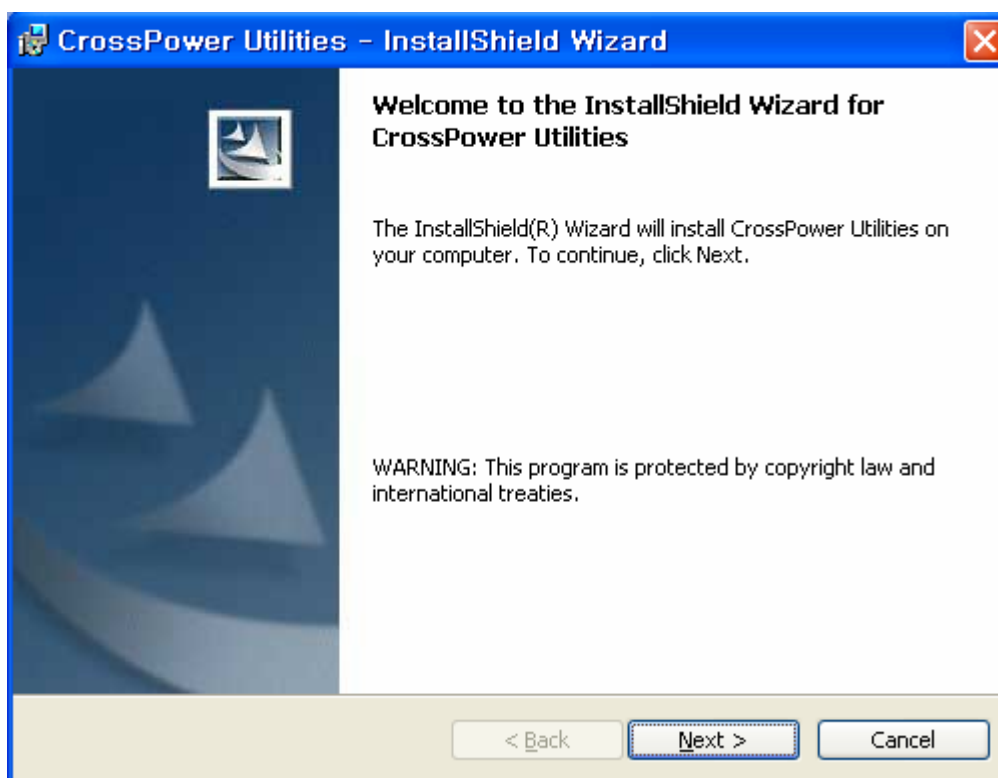 CrossPower Utilities - InstallShield Wizard
Welcome to the InstallShield Wizard for
CrossPower Utilities
The InstallShield(R) Wizard will install CrossPower Utilities on
your computer. To continue, click Next.
WARNING: This program is protected by copyright law and
international treaties.
< Back
Next >
Cancel